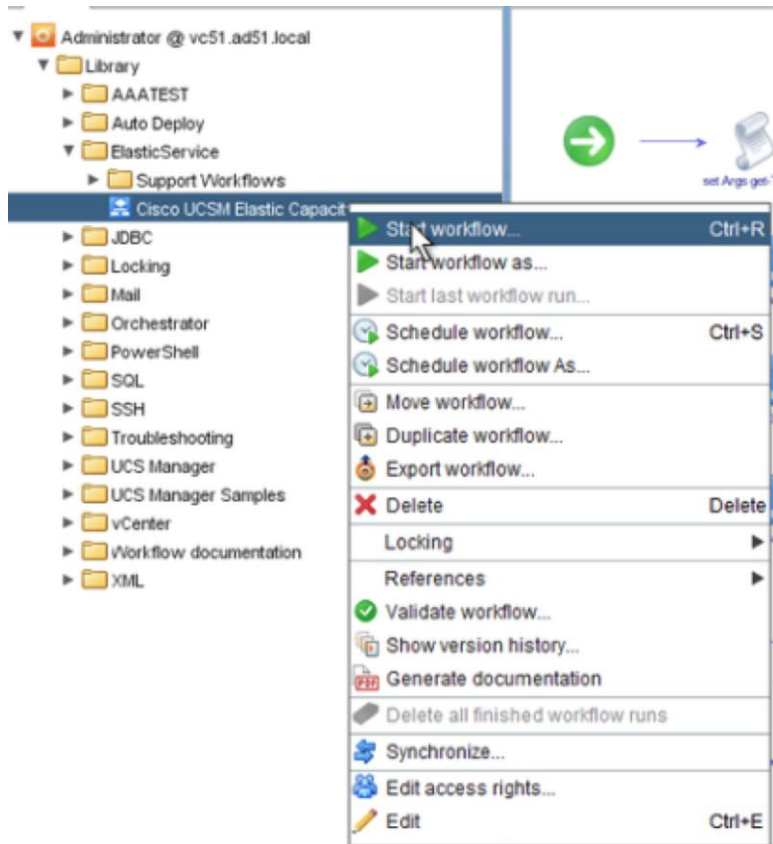 Administrator @ vc51.ad51.local
Library
AAATEST
Auto Deploy
ElasticService
Support Workflows
Cisco UCSM Elastic Capacit
JDBC
Locking
Mail
Orchestrator
PowerShell
SQL
SSH
Troubleshooting
UCS Manager
UCS Manager Samples
vCenter
Workflow documentation
XML
set Args get-
Start workflow... Ctrl+R
Start workflow as...
Start last workflow run...
Schedule workflow... Ctrl+S
Schedule workflow As...
Move workflow...
Duplicate workflow...
Export workflow...
Delete Delete
Locking
References
Validate workflow...
Show version history...
PDF Generate documentation
Delete all finished workflow runs
Synchronize...
Edit access rights...
Edit Ctrl+E